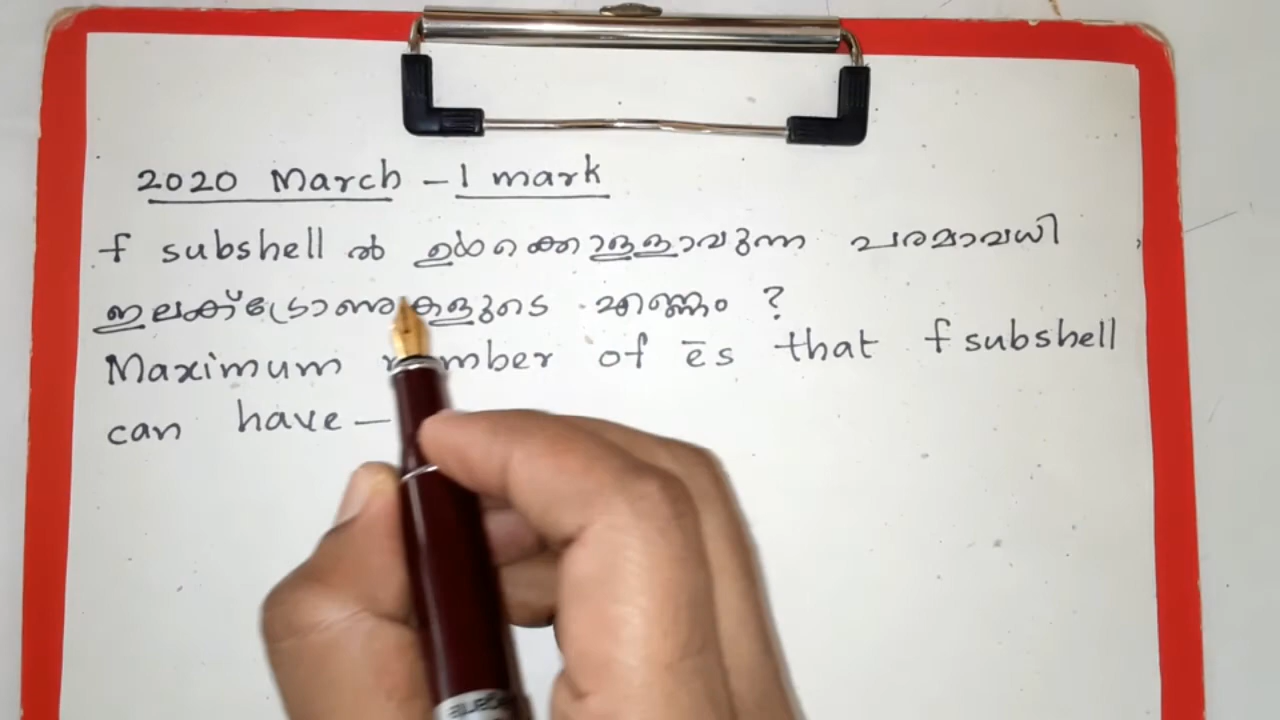 2020 March - 1 mark
f subshell ൽ ഉൾക്കൊള്ളാവുന്ന പരമാവധി
ഇലക്ട്രോണുകളുടെ എണ്ണം ?
Maximum number of ēs that f subshell
can have —